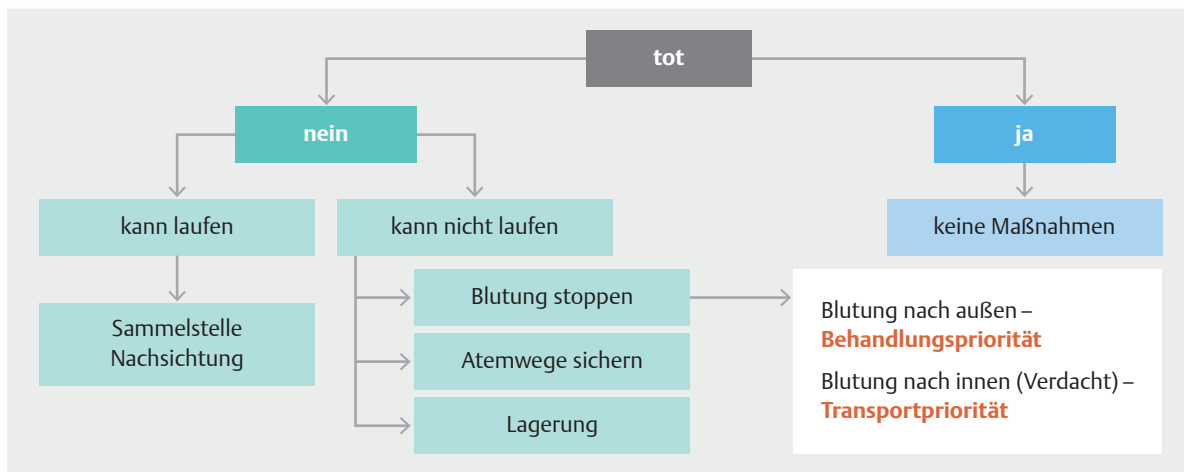 tot
nein
ja
kann laufen
kann nicht laufen
keine Maßnahmen
Sammelstelle
Nachsichtung
Blutung stoppen
Atemwege sichern
Lagerung
Blutung nach außen –
Behandlungspriorität
Blutung nach innen (Verdacht) –
Transportpriorität